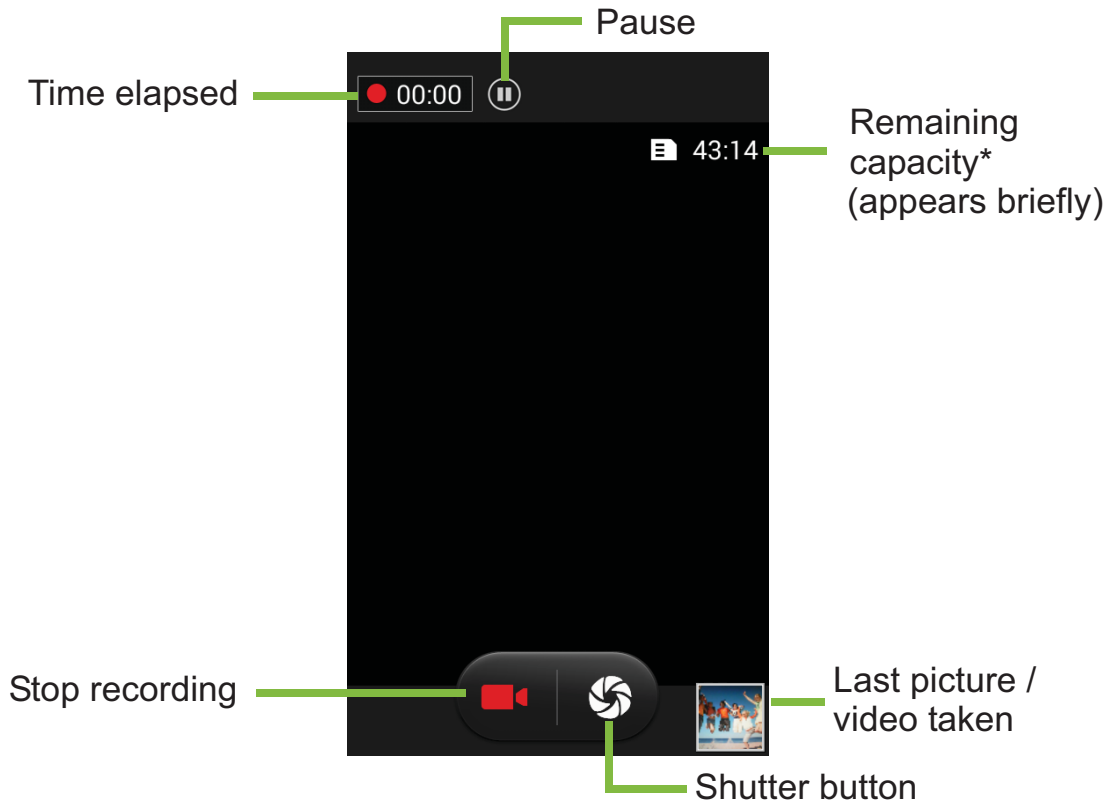 Pause
Time elapsed
00:00
43:14
Remaining
capacity*
(appears briefly)
Stop recording
Last picture /
video taken
Shutter button